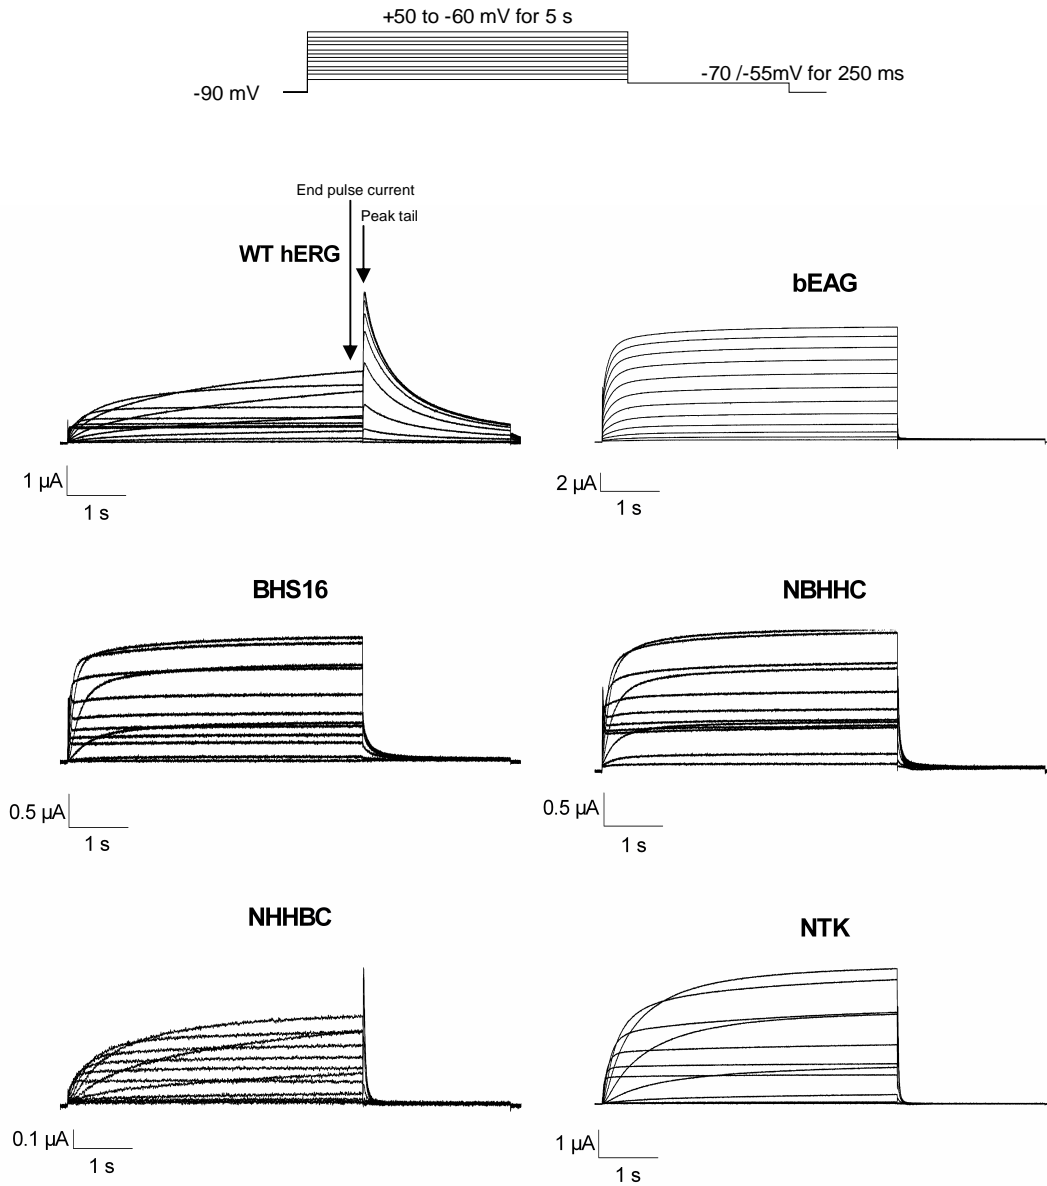 +50 to -60 mV for 5 s
-70 /-55mV for 250 ms
-90 mV
End pulse current
Peak tail
WT hERG
bEAG
1 µA
1 s
2 µA
1 s
BHS16
NBHHC
0.5 µA
1 s
0.5 µA
1 s
NHHBC
NTK
0.1 µA
1 s
1 µA
1 s